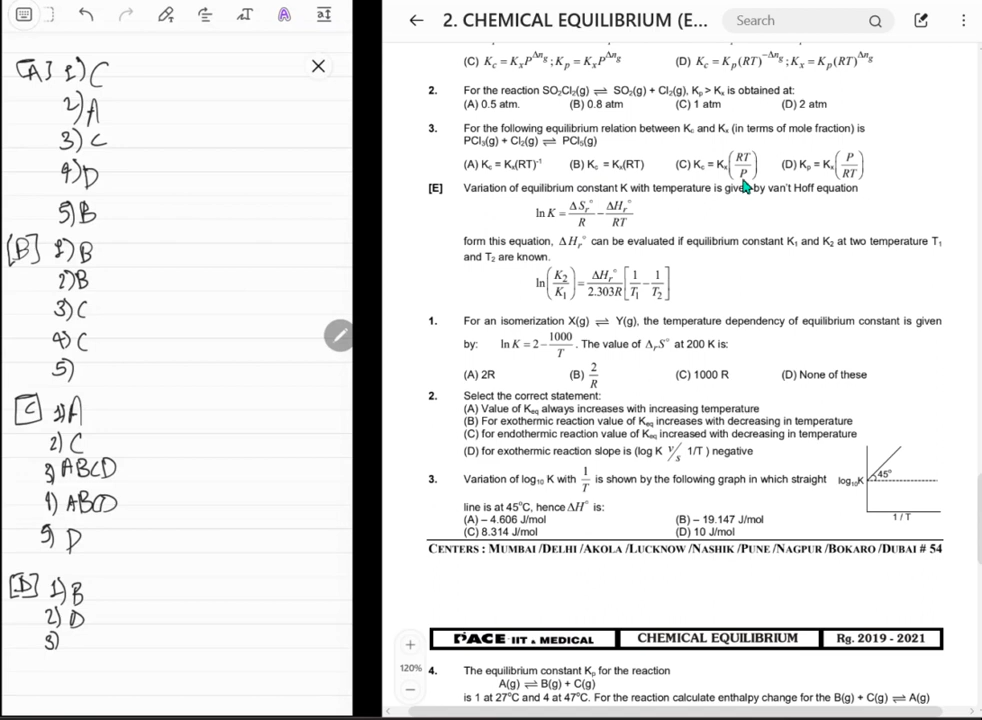 [A] 1) C
2) A
3) C
4) D
5) B
[B] 1) B
2) B
3) C
4) C
5)
[C] 1) A
2) C
3) ABCD
4) ABCD
5) D
[D] 1) B
2) D
3)
2. CHEMICAL EQUILIBRIUM (E...
Search
(C) K_c = K_x P^{Δn_g} ; K_p = K_x P^{Δn_g} (D) K_c = K_p (RT)^{-Δn_g} ; K_x = K_p (RT)^{Δn_g}
2. For the reaction SO₂Cl₂(g) ⇌ SO₂(g) + Cl₂(g), K_p > K_x is obtained at:
(A) 0.5 atm. (B) 0.8 atm (C) 1 atm (D) 2 atm
3. For the following equilibrium relation between K_c and K_x (in terms of mole fraction) is
PCl₃(g) + Cl₂(g) ⇌ PCl₅(g)
(A) K_c = K_x(RT)⁻¹ (B) K_c = K_x(RT) (C) K_c = K_x (RT/P) (D) K_p = K_x (P/RT)
[E] Variation of equilibrium constant K with temperature is given by van't Hoff equation
ln K = ΔS_r°/R − ΔH_r°/RT
form this equation, ΔH_r° can be evaluated if equilibrium constant K₁ and K₂ at two temperature T₁
and T₂ are known.
ln(K₂/K₁) = ΔH_r°/2.303R [1/T₁ − 1/T₂]
1. For an isomerization X(g) ⇌ Y(g), the temperature dependency of equilibrium constant is given
by: ln K = 2 − 1000/T . The value of Δ_rS° at 200 K is:
(A) 2R (B) 2/R (C) 1000 R (D) None of these
2. Select the correct statement:
(A) Value of K_eq always increases with increasing temperature
(B) For exothermic reaction value of K_eq increases with decreasing in temperature
(C) for endothermic reaction value of K_eq increased with decreasing in temperature
(D) for exothermic reaction slope is (log K v/s 1/T ) negative
3. Variation of log₁₀ K with 1/T is shown by the following graph in which straight
line is at 45°C, hence ΔH° is:
(A) – 4.606 J/mol (B) – 19.147 J/mol
(C) 8.314 J/mol (D) 10 J/mol
log₁₀K
45°
1 / T
CENTERS : MUMBAI /DELHI /AKOLA /LUCKNOW /NASHIK /PUNE /NAGPUR /BOKARO /DUBAI # 54
PACE IIT & MEDICAL CHEMICAL EQUILIBRIUM Rg. 2019 - 2021
120%
4. The equilibrium constant K_p for the reaction
A(g) ⇌ B(g) + C(g)
is 1 at 27°C and 4 at 47°C. For the reaction calculate enthalpy change for the B(g) + C(g) ⇌ A(g)